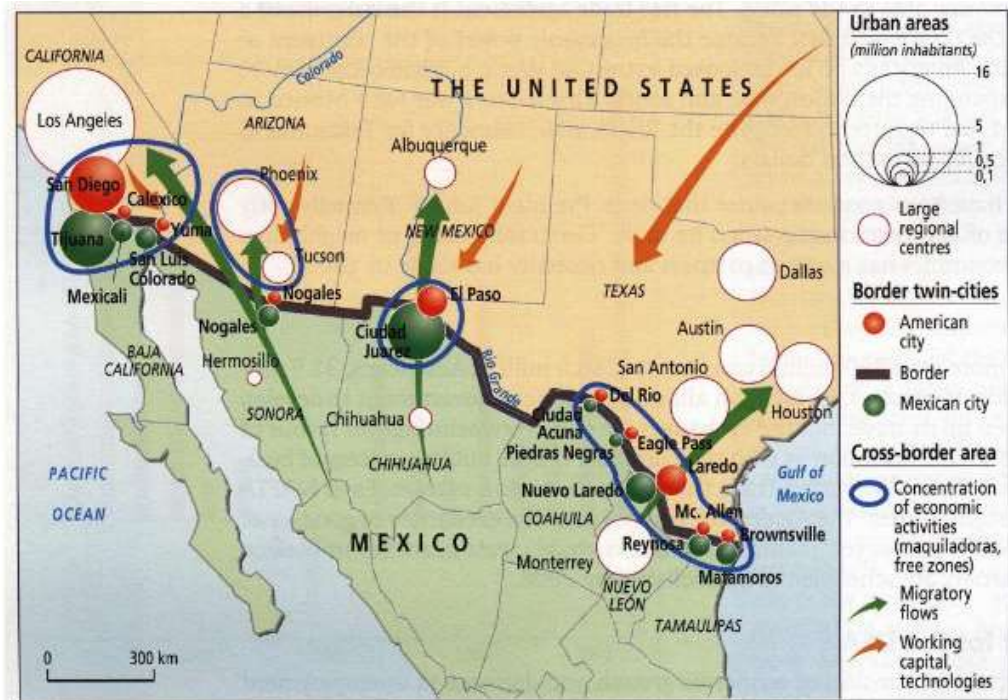 CALIFORNIA
Los Angeles
Colorado
THE UNITED STATES
ARIZONA
Albuquerque
Phoenix
San Diego
Calexico
Yuma
Tijuana
San Luis
Colorado
Mexicali
NEW MEXICO
Tucson
Nogales
El Paso
TEXAS
Dallas
Nogales
Ciudad
Juarez
Austin
BAJA
CALIFORNIA
Hermosillo
San Antonio
Rio Grande
Del Rio
Houston
SONORA
Chihuahua
Ciudad
Acuna
Eagle Pass
Piedras Negras
CHIHUAHUA
Laredo
Gulf of
Mexico
PACIFIC
OCEAN
Nuevo Laredo
Mc. Allen
COAHUILA
Brownsville
MEXICO
Reynosa
Monterrey
Matamoros
NUEVO
LEÓN
TAMAULIPAS
0 300 km
Urban areas
(million inhabitants)
16
5
1
0,5
0,1
Large
regional
centres
Border twin-cities
American
city
Border
Mexican city
Cross-border area
Concentration
of economic
activities
(maquiladoras,
free zones)
Migratory
flows
Working
capital,
technologies